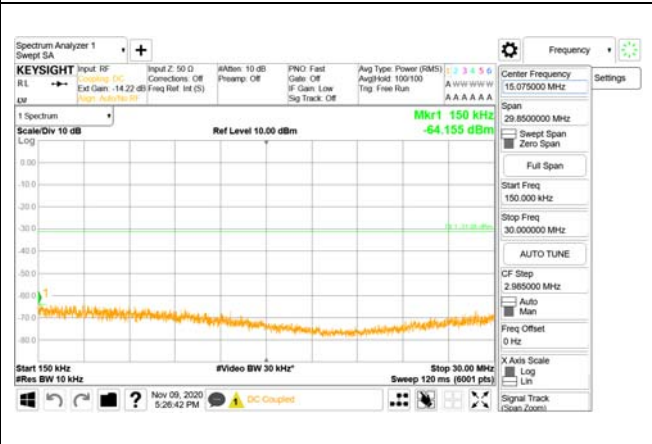 Spectrum Analyzer 1
Swept SA
Frequency
KEYSIGHT
Input: RF
Coupling: DC
Ext Gain: -14.22 dB
Align: Auto/No RF
Input Z: 50 Ω
Corrections: Off
Freq Ref: Int (S)
#Atten: 10 dB
Preamp: Off
PNO: Fast
Gate: Off
IF Gain: Low
Sig Track: Off
Avg Type: Power (RMS)
Avg|Hold: 100/100
Trig: Free Run
1 2 3 4 5 6
A W W W W W
A A A A A A
R L
Center Frequency
15.075000 MHz
Settings
1 Spectrum
Mkr1 150 kHz
-64.155 dBm
Scale/Div 10 dB
Ref Level 10.00 dBm
Log
0.00
-10.0
-20.0
-30.0
-40.0
-50.0
-60.0
-70.0
-80.0
1
Start 150 kHz
#Video BW 30 kHz*
Stop 30.00 MHz
#Res BW 10 kHz
Sweep 120 ms (6001 pts)
Span
29.8500000 MHz
Swept Span
Zero Span
Full Span
Start Freq
150.000 kHz
Stop Freq
30.000000 MHz
AUTO TUNE
CF Step
2.985000 MHz
Auto
Man
Freq Offset
0 Hz
X Axis Scale
Log
Lin
Signal Track
(Span Zoom)
?
Nov 09, 2020
5:26:42 PM
1
DC Coupled